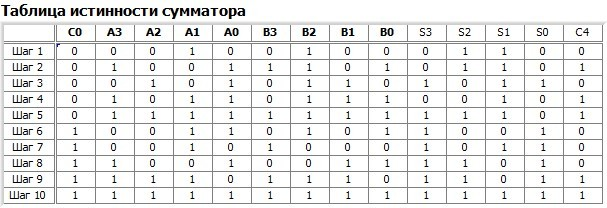 Таблица истинности сумматора
C0 A3 A2 A1 A0 B3 B2 B1 B0 S3 S2 S1 S0 C4
Шаг 1 0 0 0 1 0 0 1 0 0 0 1 1 0 0
Шаг 2 0 1 0 0 1 1 1 0 1 0 1 1 0 1
Шаг 3 0 0 1 0 1 0 1 1 0 1 0 1 1 0
Шаг 4 0 1 0 1 1 0 1 1 1 0 0 1 0 1
Шаг 5 0 1 1 0 1 1 1 1 1 1 1 0 0 1
Шаг 6 1 0 0 1 1 0 1 0 1 1 0 0 1 0
Шаг 7 1 0 0 1 0 0 1 1 1 1 0 1 0 0
Шаг 8 1 1 0 0 1 0 0 1 1 1 1 0 1 0
Шаг 9 1 1 1 1 0 1 1 1 0 1 1 0 1 1
Шаг 10 1 1 1 1 1 1 1 1 1 1 1 1 1 1